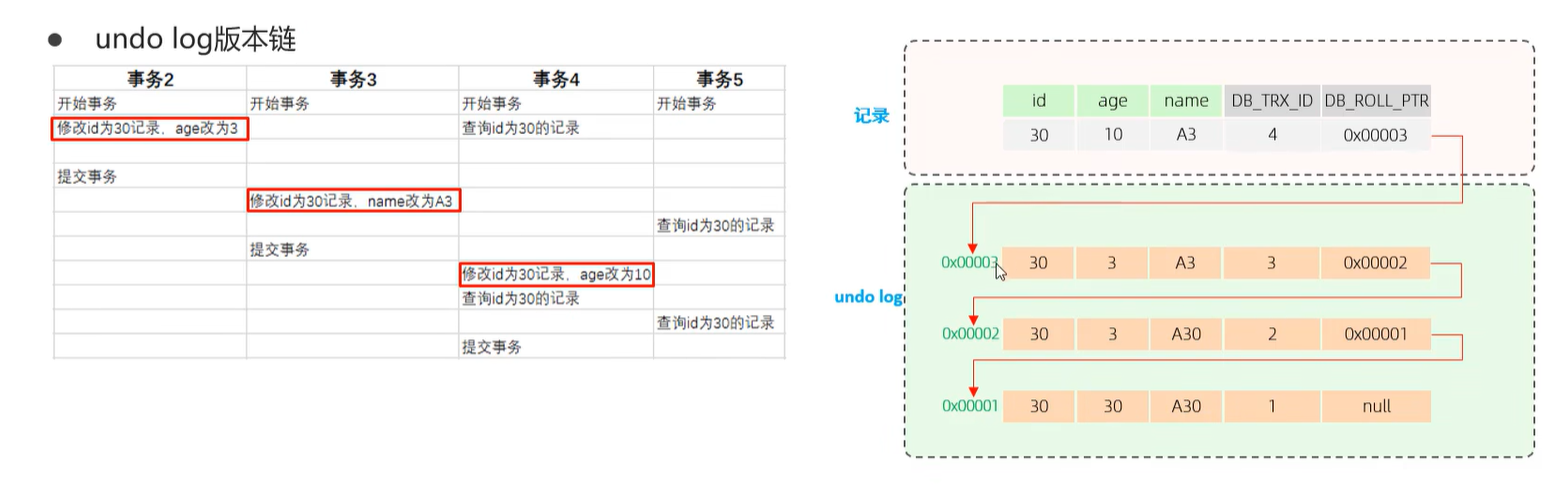 ● undo log版本链
事务2 事务3 事务4 事务5
开始事务 开始事务 开始事务 开始事务
修改id为30记录，age改为3 查询id为30的记录
提交事务
修改id为30记录，name改为A3
查询id为30的记录
提交事务
修改id为30记录，age改为10
查询id为30的记录
查询id为30的记录
提交事务
记录
id age name DB_TRX_ID DB_ROLL_PTR
30 10 A3 4 0x00003
undo log
0x00003 30 3 A3 3 0x00002
0x00002 30 3 A30 2 0x00001
0x00001 30 30 A30 1 null